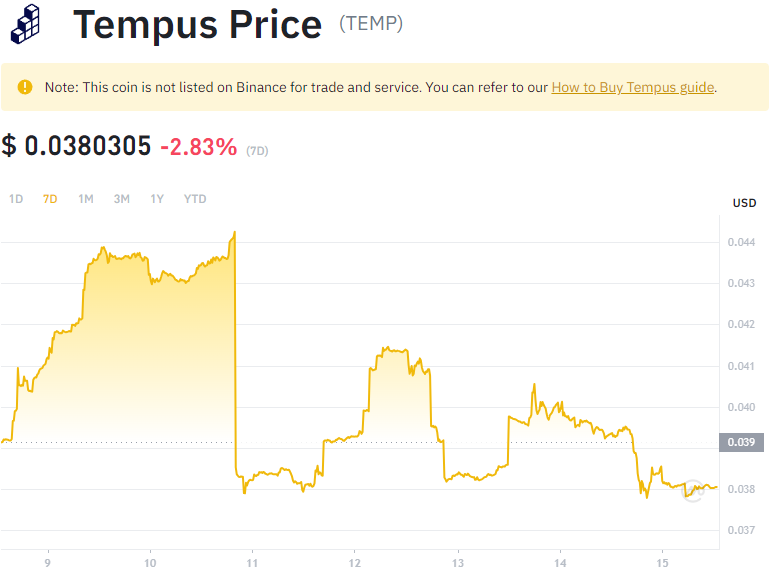 Tempus Price (TEMP)
Note: This coin is not listed on Binance for trade and service. You can refer to our How to Buy Tempus guide.
$ 0.0380305 -2.83% (7D)
1D 7D 1M 3M 1Y YTD
USD
0.044
0.043
0.042
0.041
0.040
0.039
0.038
0.037
9 10 11 12 13 14 15